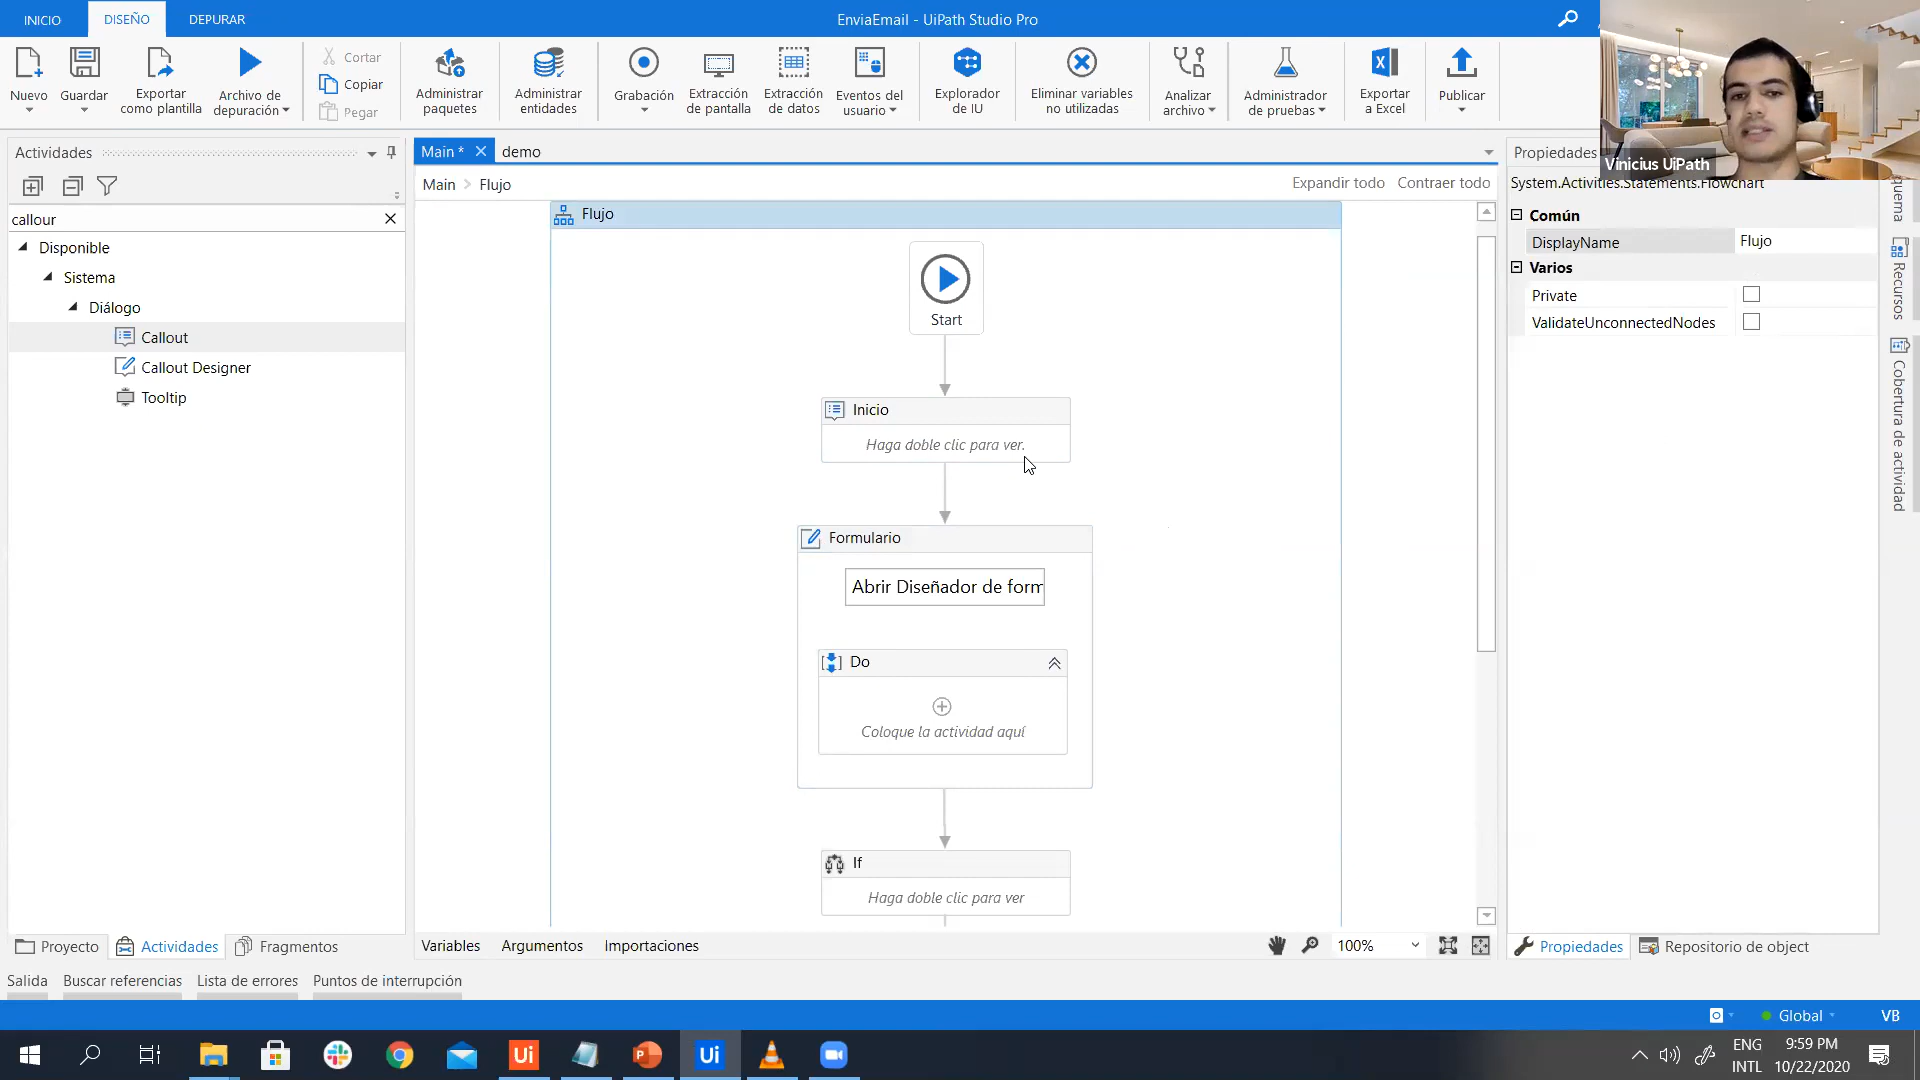 INICIO
DISEÑO
DEPURAR
EnviaEmail - UiPath Studio Pro
Nuevo
Guardar
Exportar
como plantilla
Archivo de
depuración
Cortar
Copiar
Pegar
Administrar
paquetes
Administrar
entidades
Grabación
Extracción
de pantalla
Extracción
de datos
Eventos del
usuario
Explorador
de IU
Eliminar variables
no utilizadas
Analizar
archivo
Administrador
de pruebas
Exportar
a Excel
Publicar
Vinicius UiPath
Actividades
callour
Disponible
Sistema
Diálogo
Callout
Callout Designer
Tooltip
Main *
demo
Main > Flujo
Expandir todo
Contraer todo
Flujo
Start
Inicio
Haga doble clic para ver.
Formulario
Abrir Diseñador de form
Do
Coloque la actividad aquí
If
Haga doble clic para ver
Propiedades
System.Activities.Statements.Flowchart
Común
DisplayName
Flujo
Varios
Private
ValidateUnconnectedNodes
quema
Recursos
Cobertura de actividad
Proyecto
Actividades
Fragmentos
Variables
Argumentos
Importaciones
100%
Propiedades
Repositorio de object
Salida
Buscar referencias
Lista de errores
Puntos de interrupción
Global
VB
Ui
Ui
ENG
INTL
9:59 PM
10/22/2020